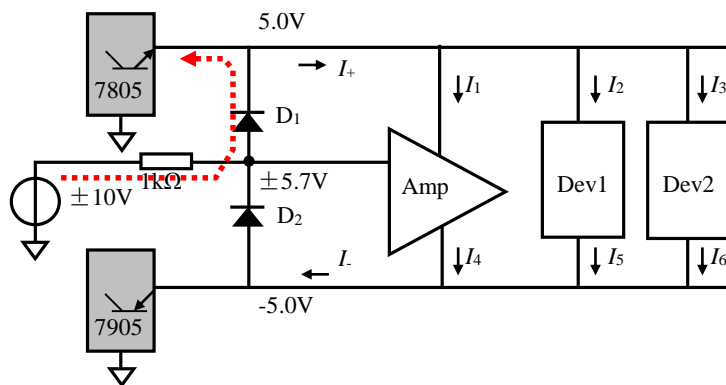 5.0V
7805
I+
I1
I2
I3
D1
1kΩ
±10V
±5.7V
Amp
Dev1
Dev2
D2
I-
I4
I5
I6
7905
-5.0V